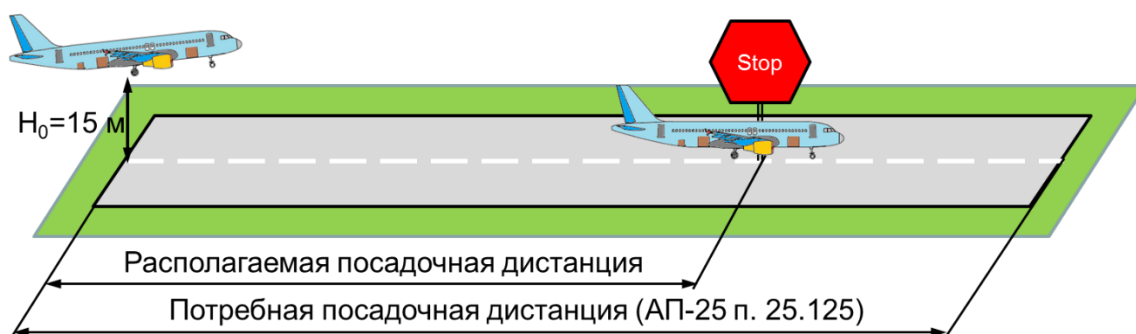 Stop
H₀=15 м
Располагаемая посадочная дистанция
Потребная посадочная дистанция (АП-25 п. 25.125)